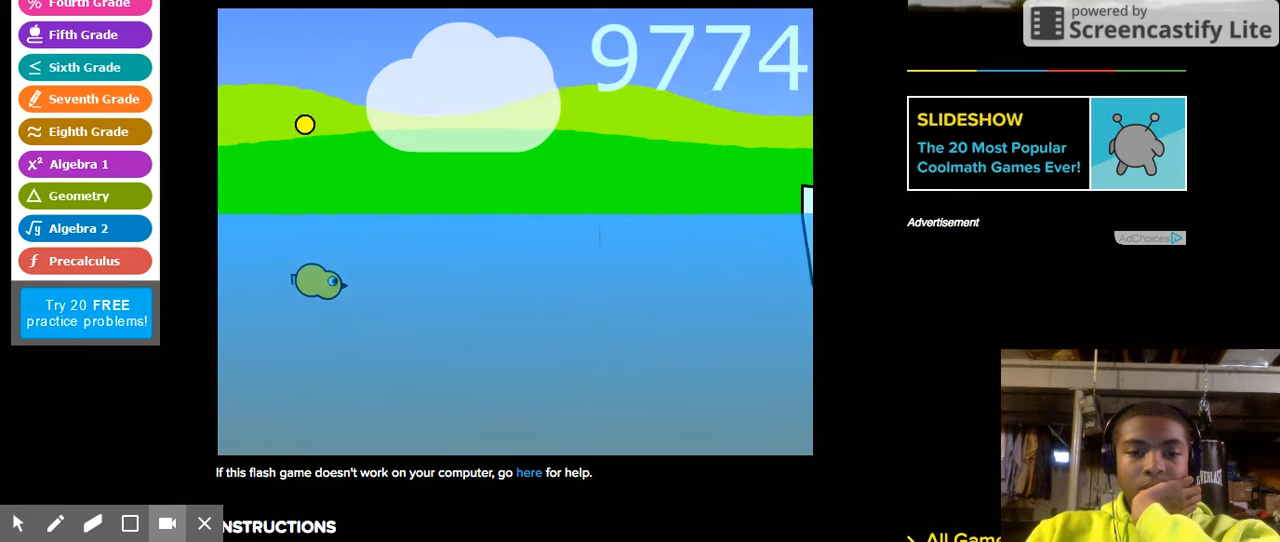 % Fourth Grade
Fifth Grade
≤ Sixth Grade
Seventh Grade
≈ Eighth Grade
x² Algebra 1
Geometry
√y Algebra 2
f Precalculus
Try 20 FREE
practice problems!
9774
If this flash game doesn't work on your computer, go here for help.
NSTRUCTIONS
powered by
Screencastify Lite
SLIDESHOW
The 20 Most Popular
Coolmath Games Ever!
Advertisement
AdChoices
EVERLAST
All Game